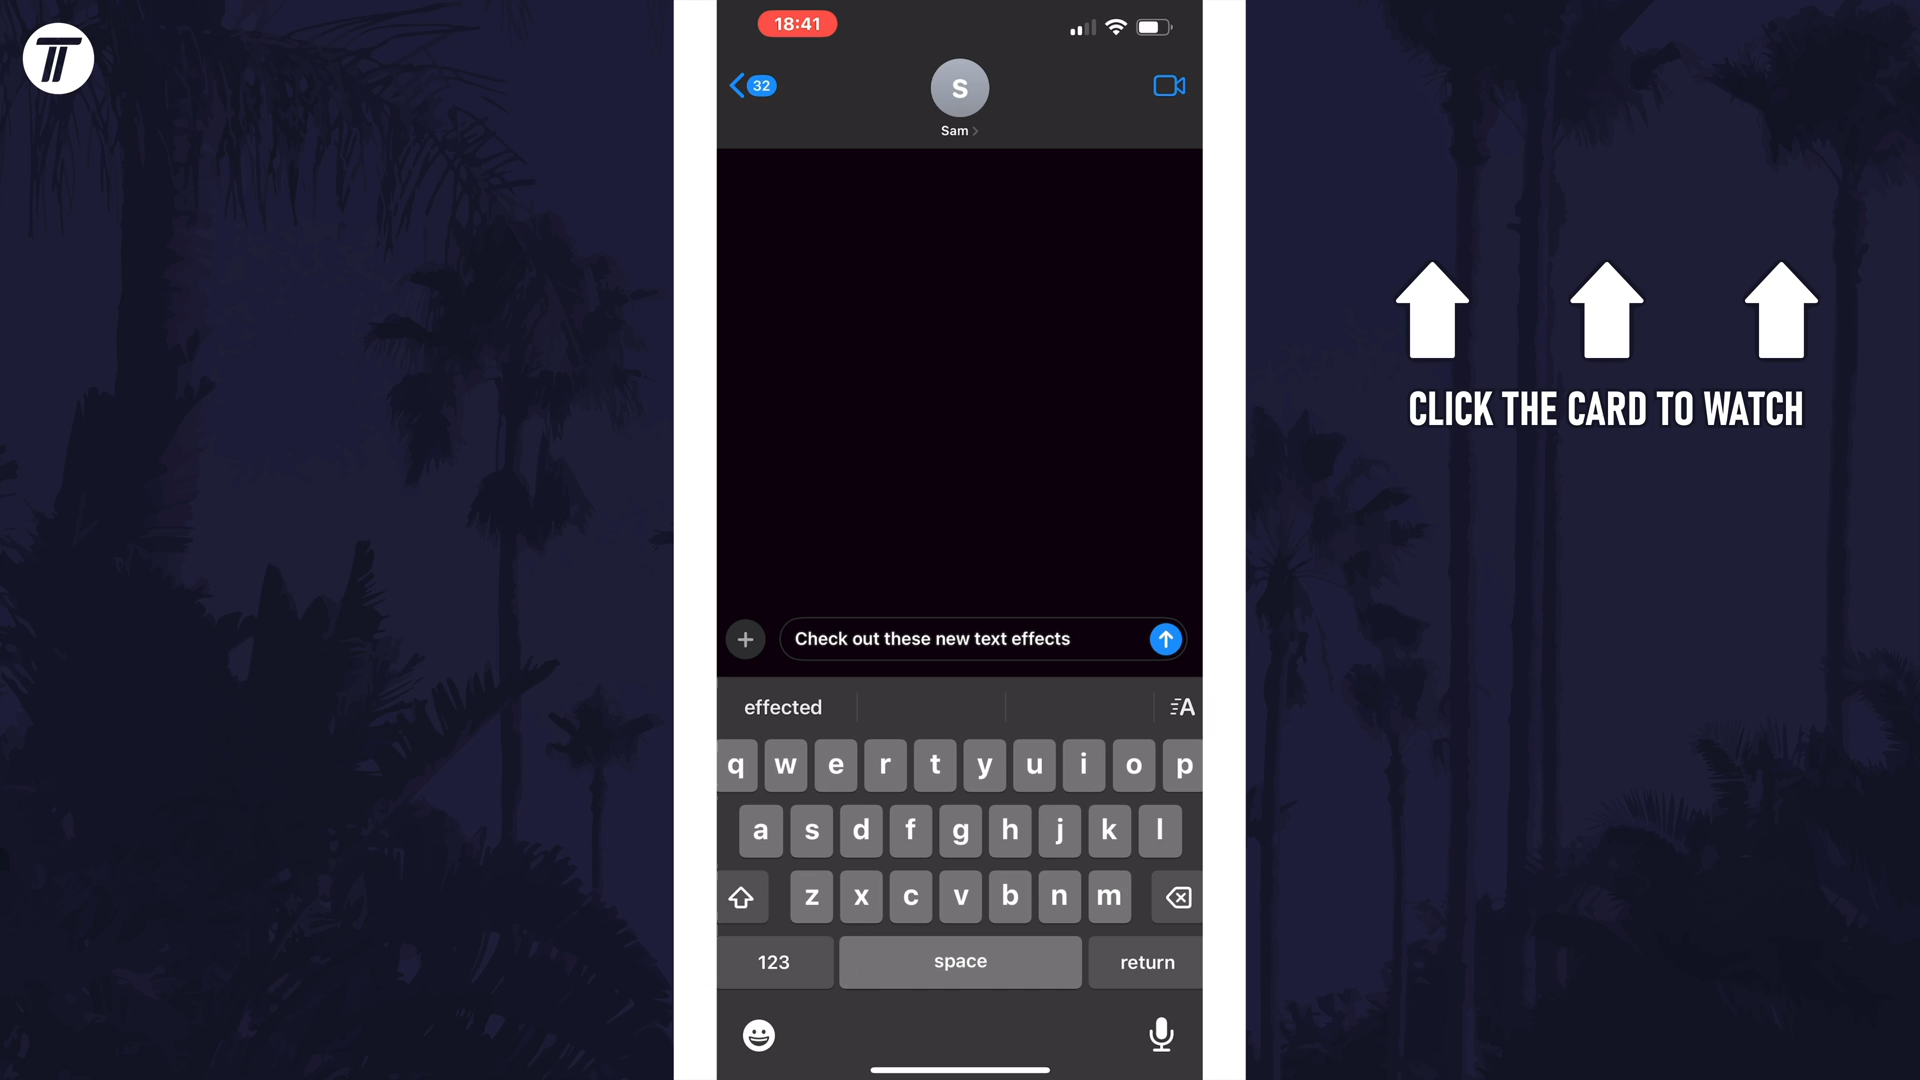 T
18:41
32
S
Sam
CLICK THE CARD TO WATCH
Check out these new text effects
effected
A
q w e r t y u i o p
a s d f g h j k l
z x c v b n m
123 space return